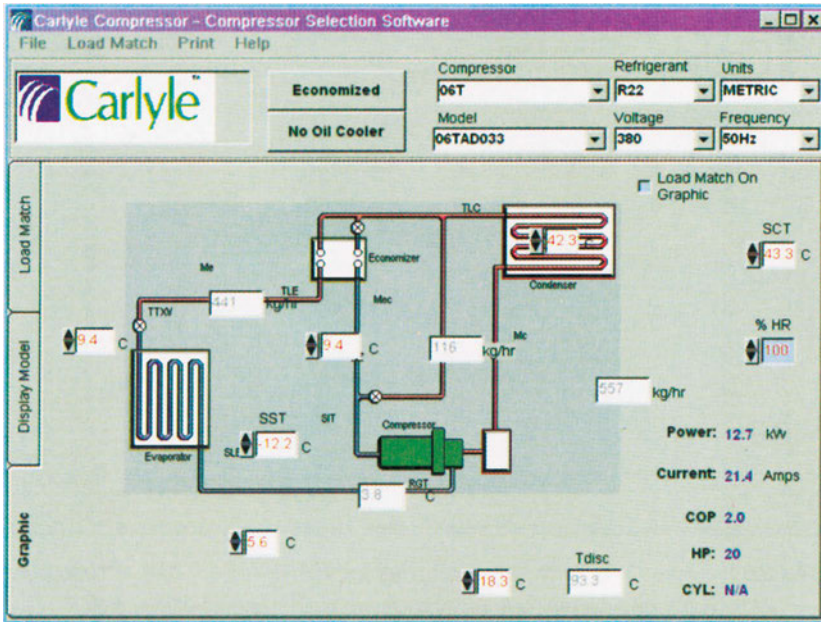 Carlyle Compressor - Compressor Selection Software
File Load Match Print Help
Carlyle™
Economized
No Oil Cooler
Compressor
06T
Refrigerant
R22
Units
METRIC
Model
06TAD033
Voltage
380
Frequency
50Hz
Load Match
Display Model
Graphic
Load Match On
Graphic
TLC
SCT
43.3 C
42.3 C
Condenser
Economizer
Me
TLE
441 kg/hr
Mec
TTXV
9.4 C
9.4 C
116 kg/hr
Mc
% HR
100
557 kg/hr
SST
-12.2 C
SIT
Compressor
Evaporator
SLE
3.8 C
RGT
Power: 12.7 kW
Current: 21.4 Amps
COP 2.0
HP: 20
CYL: N/A
5.6 C
18.3 C
Tdisc
93.3 C